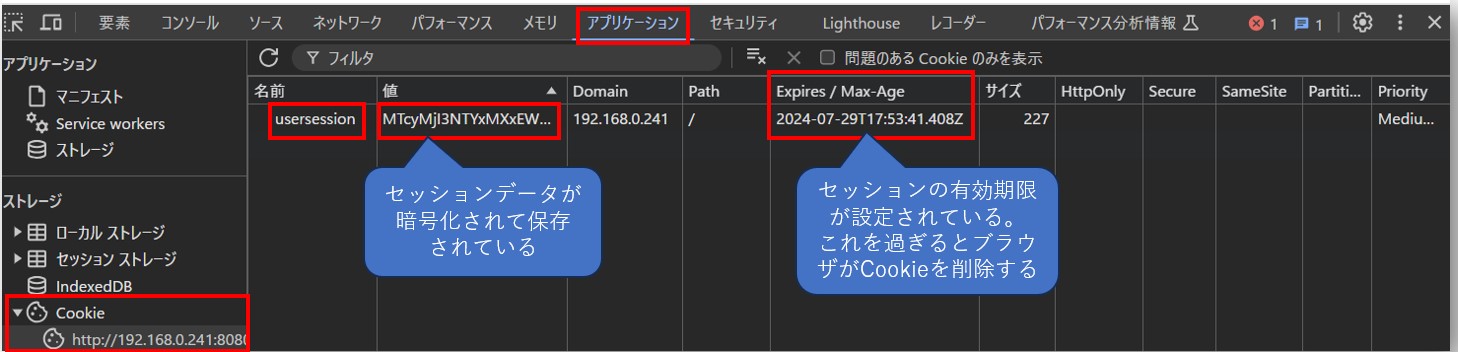 要素 コンソール ソース ネットワーク パフォーマンス メモリ アプリケーション セキュリティ Lighthouse レコーダー パフォーマンス分析情報 1 1
アプリケーション
マニフェスト
Service workers
ストレージ
ストレージ
ローカル ストレージ
セッション ストレージ
IndexedDB
Cookie
http://192.168.0.241:8080
フィルタ 問題のある Cookie のみを表示
名前 値 Domain Path Expires / Max-Age サイズ HttpOnly Secure SameSite Partiti... Priority
usersession MTcyMjI3NTYxMXxEW... 192.168.0.241 / 2024-07-29T17:53:41.408Z 227 Mediu...
セッションデータが
暗号化されて保存
されている
セッションの有効期限
が設定されている。
これを過ぎるとブラウ
ザがCookieを削除する